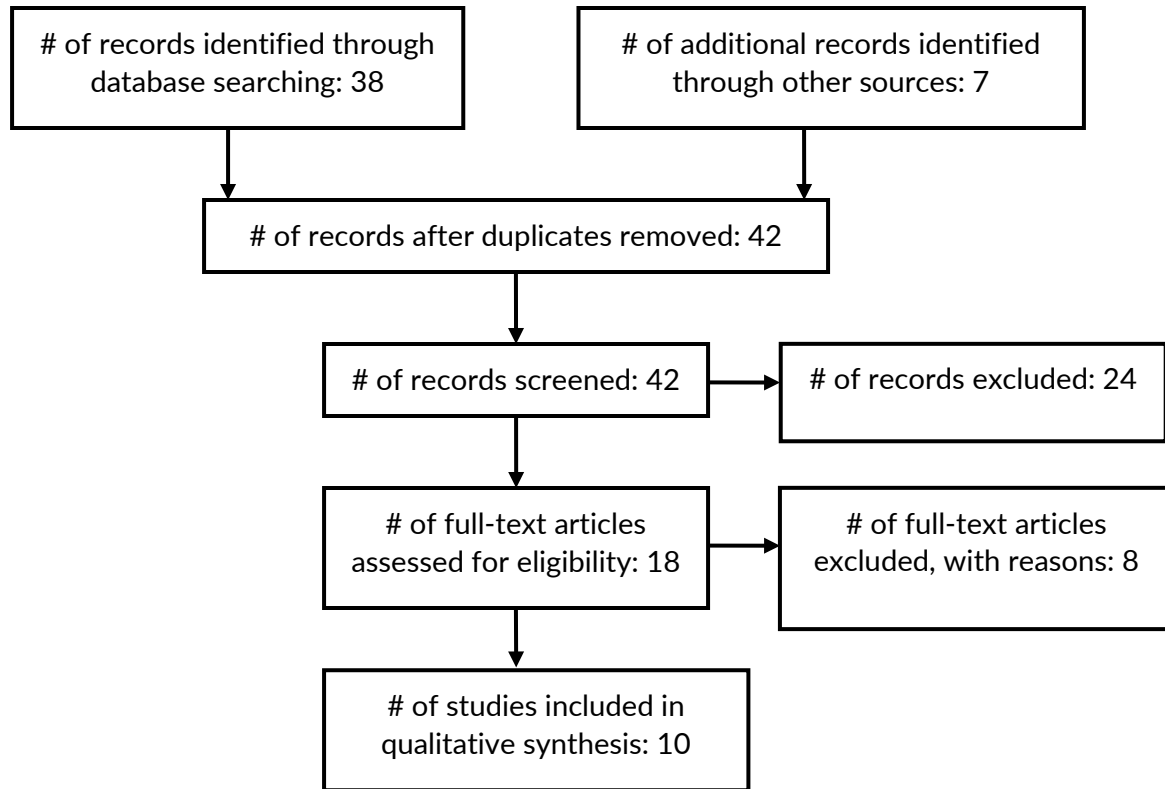 # of records identified through
database searching: 38
# of additional records identified
through other sources: 7
# of records after duplicates removed: 42
# of records screened: 42
# of records excluded: 24
# of full-text articles
assessed for eligibility: 18
# of full-text articles
excluded, with reasons: 8
# of studies included in
qualitative synthesis: 10